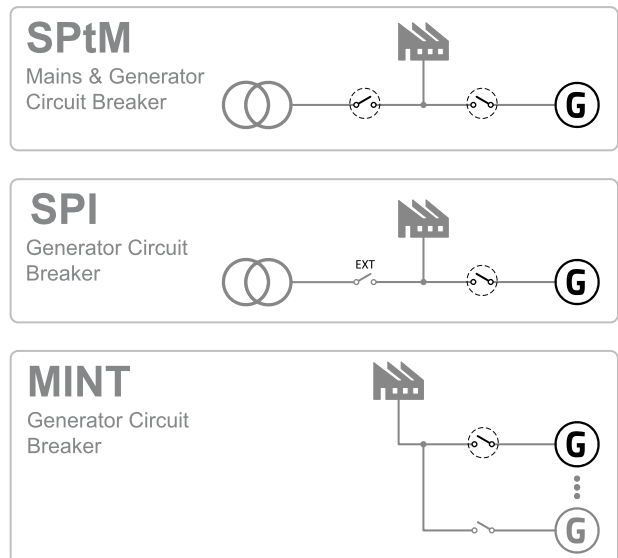 SPtM
Mains & Generator
Circuit Breaker
G
SPI
Generator Circuit
Breaker
EXT
G
MINT
Generator Circuit
Breaker
G
G